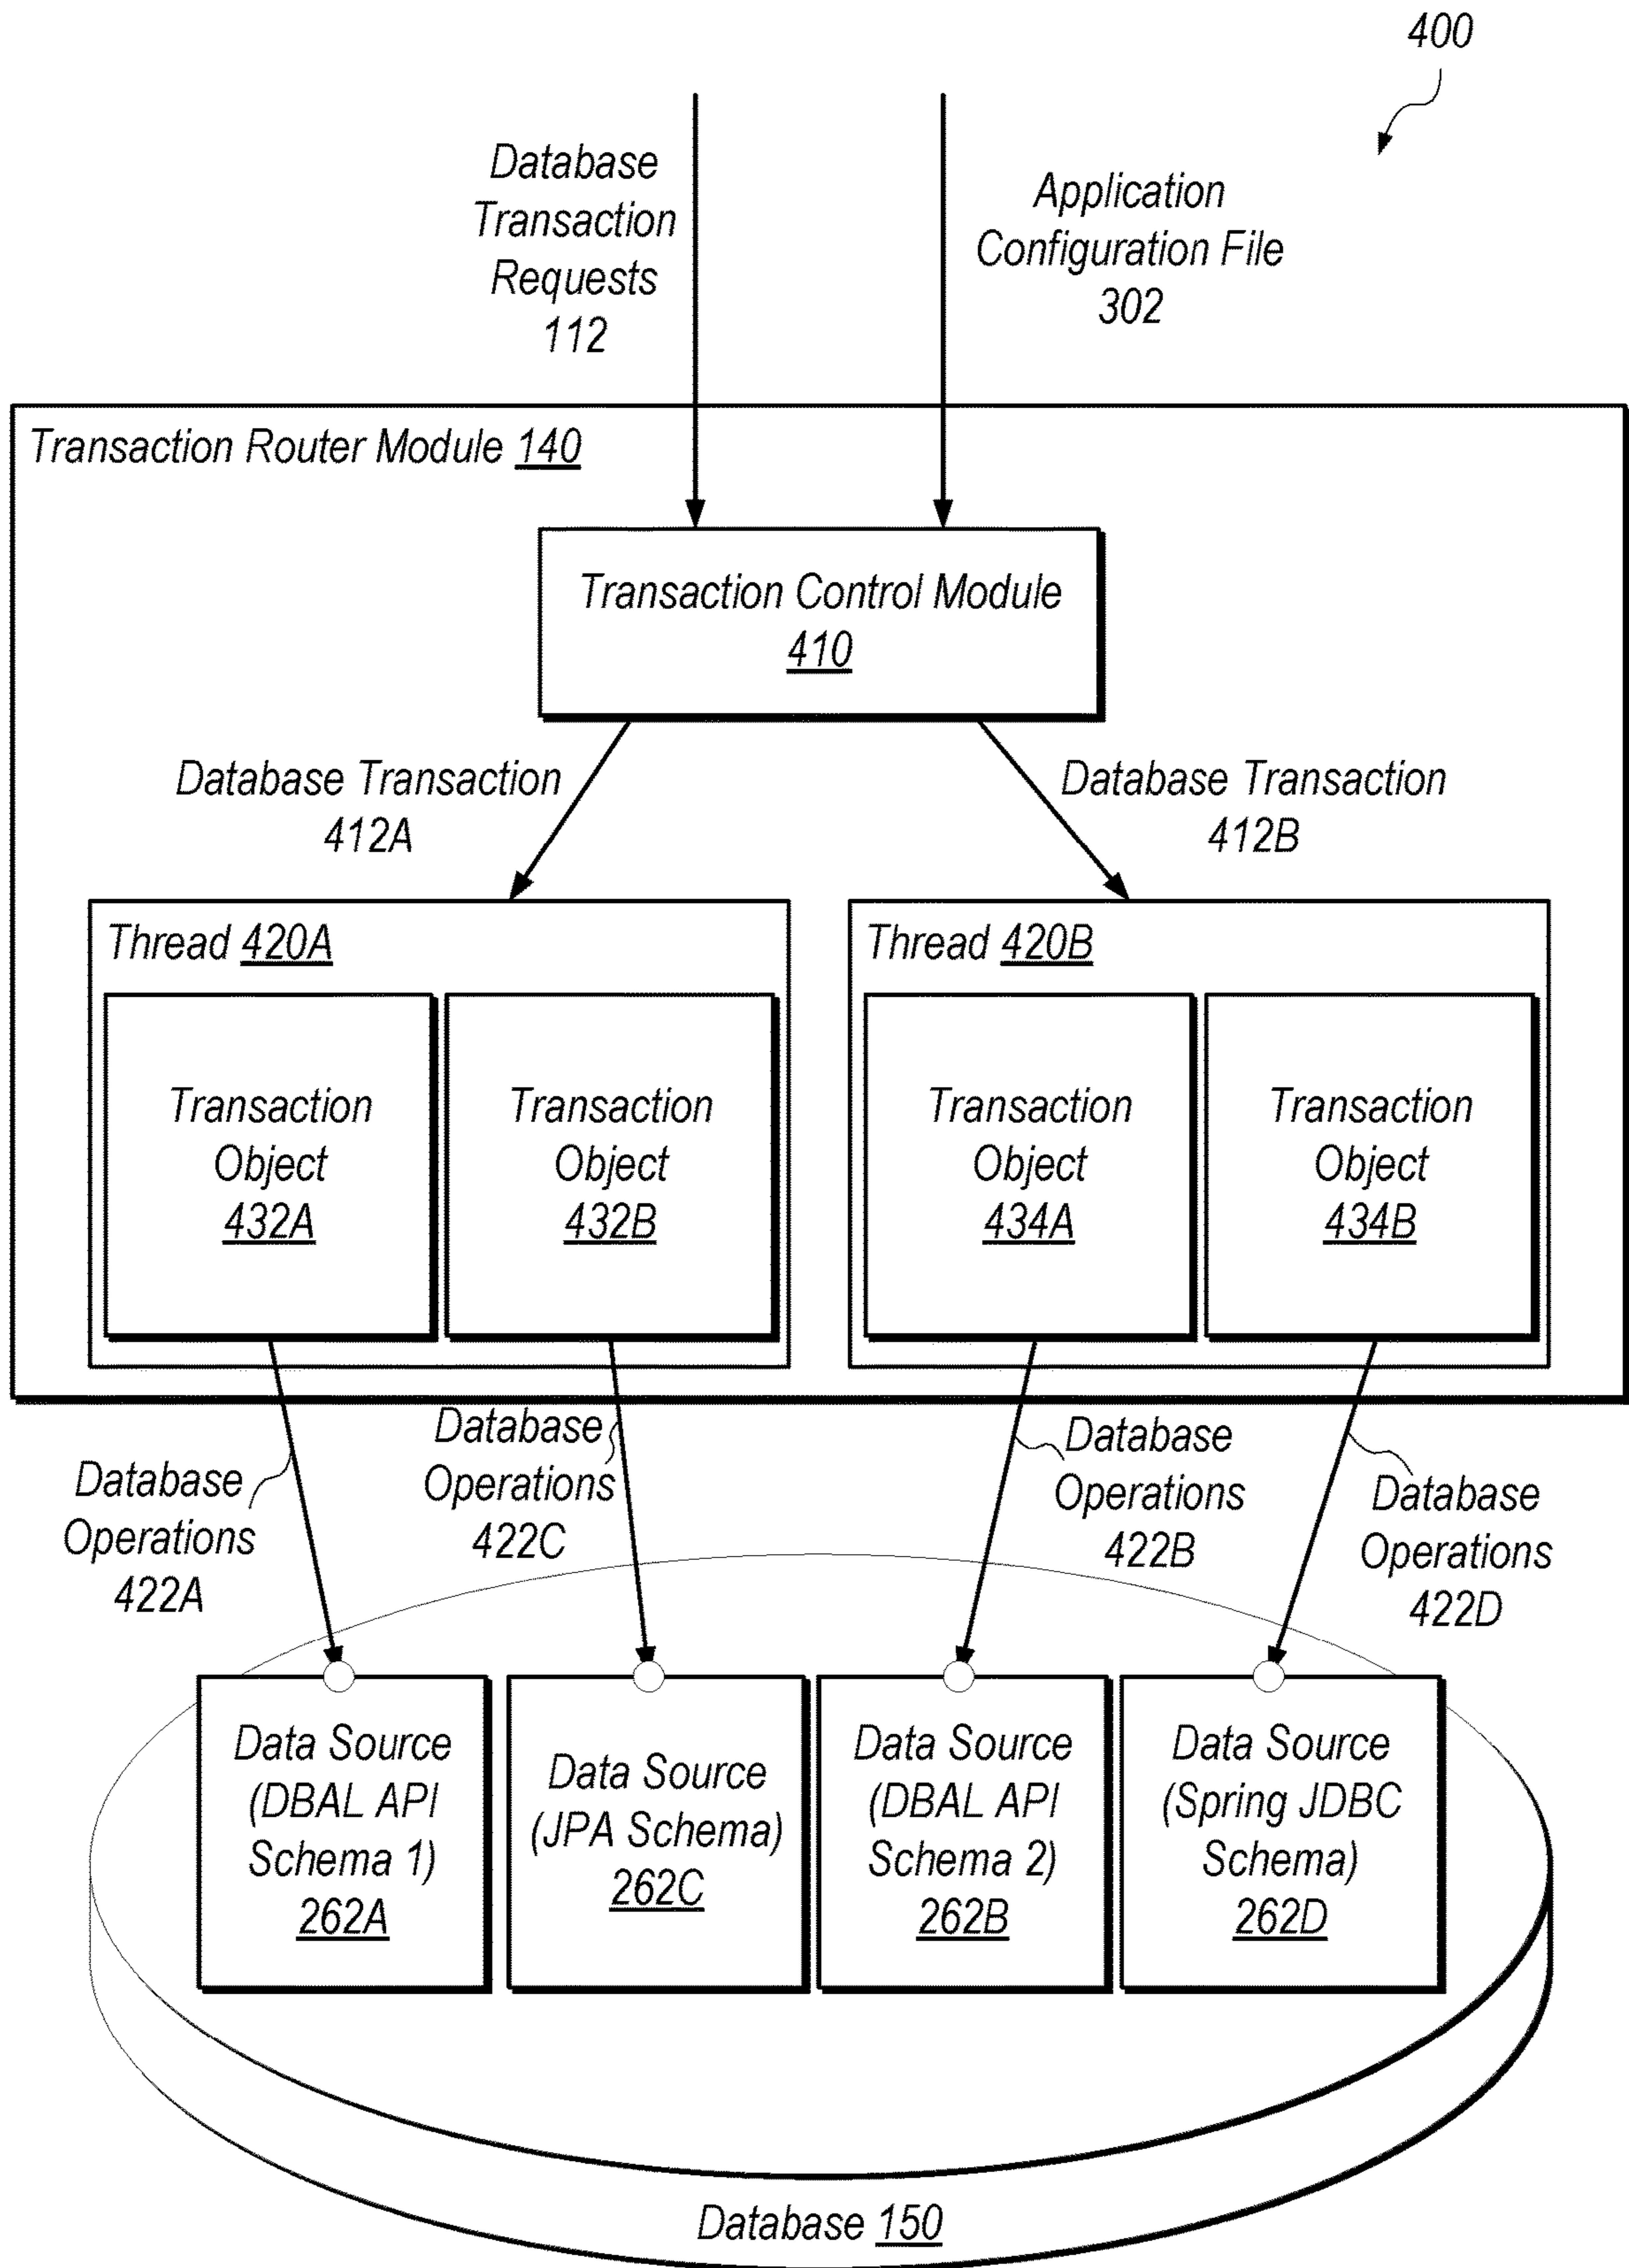 400
Database
Transaction
Requests
112
Application
Configuration File
302
Transaction Router Module 140
Transaction Control Module
410
Database Transaction
412A
Database Transaction
412B
Thread 420A
Transaction
Object
432A
Transaction
Object
432B
Thread 420B
Transaction
Object
434A
Transaction
Object
434B
Database
Operations
422A
Database
Operations
422C
Database
Operations
422B
Database
Operations
422D
Data Source
(DBAL API
Schema 1)
262A
Data Source
(JPA Schema)
262C
Data Source
(DBAL API
Schema 2)
262B
Data Source
(Spring JDBC
Schema)
262D
Database 150